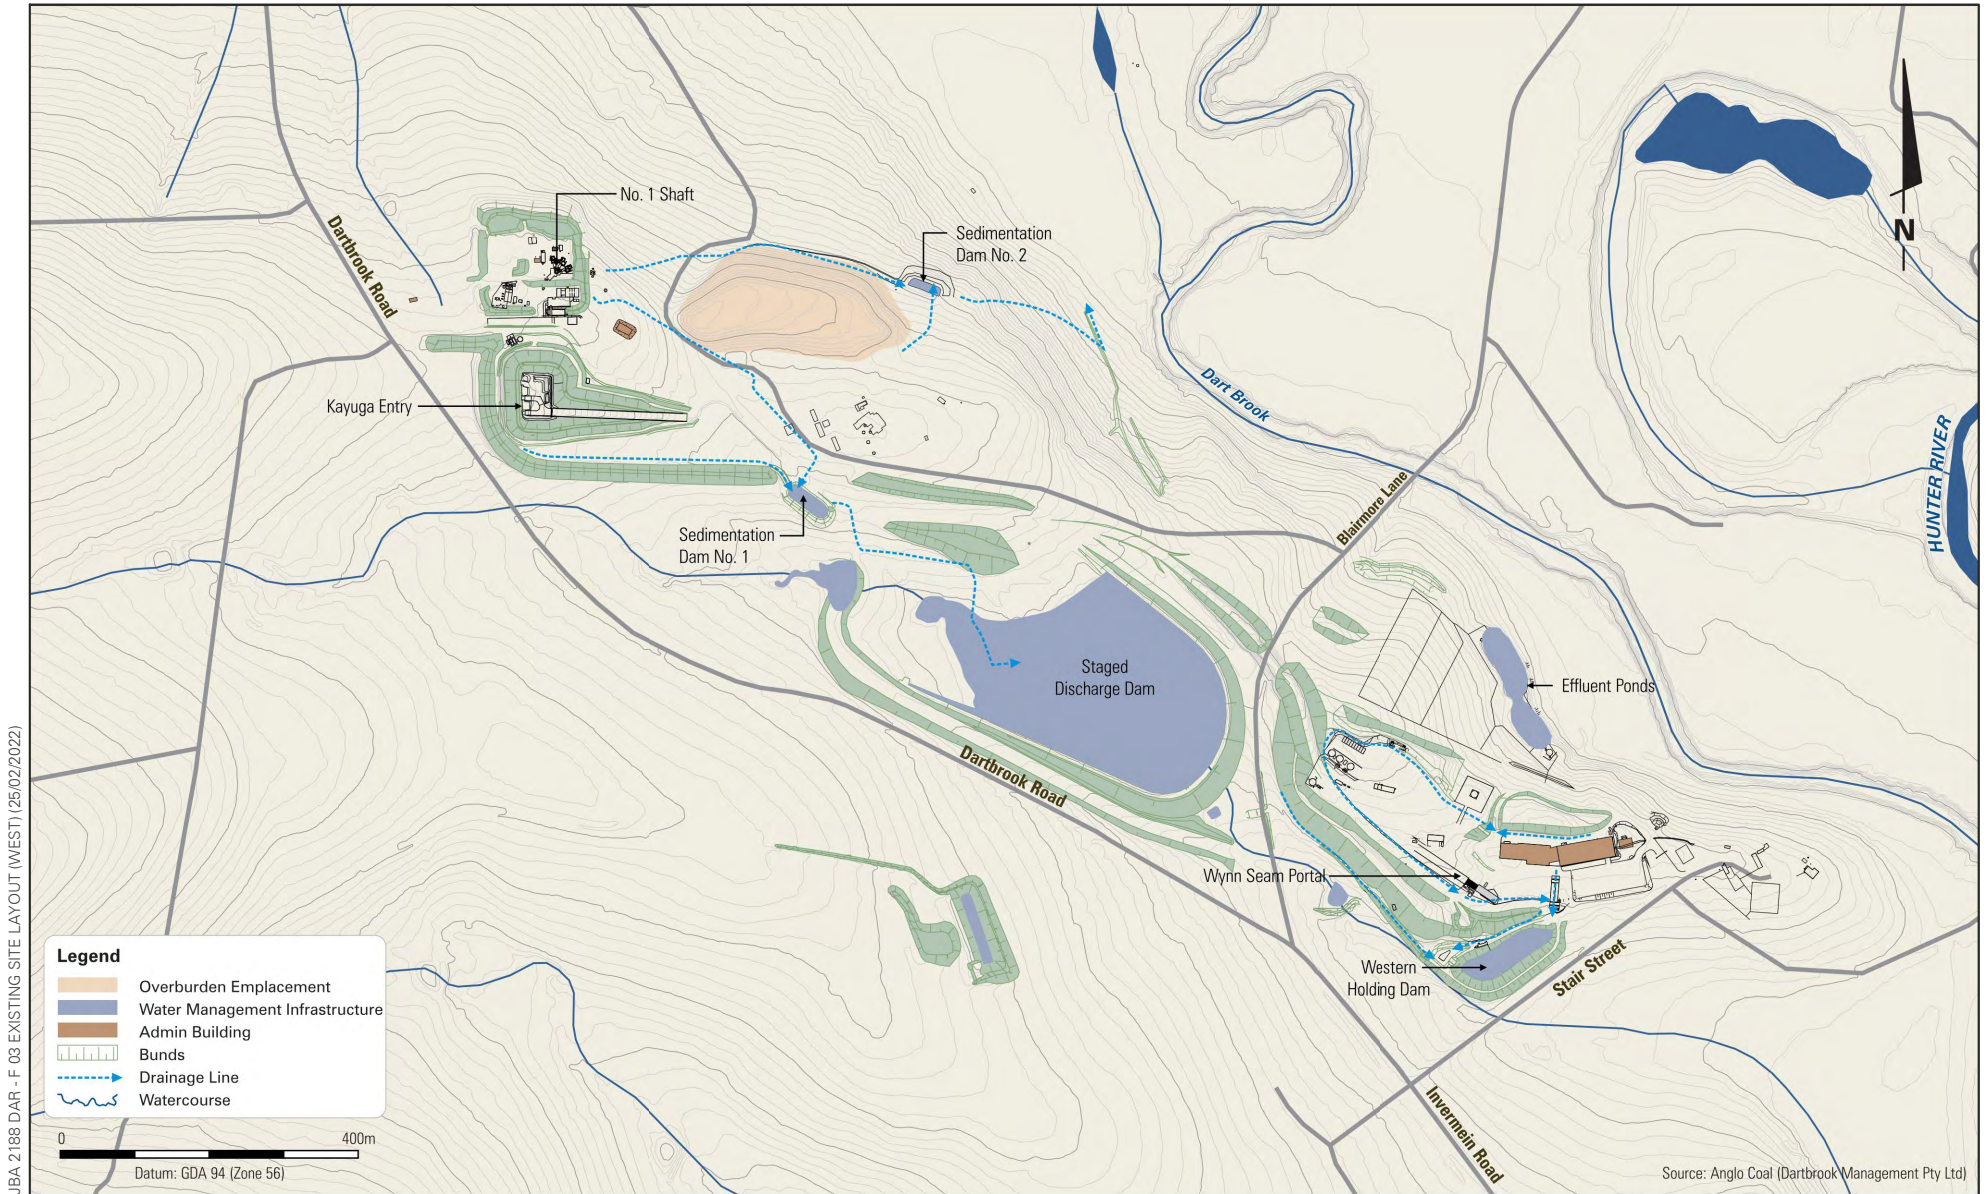 No. 1 Shaft
Sedimentation
Dam No. 2
N
Dartbrook Road
Kayuga Entry
Dart Brook
HUNTER RIVER
Blairmore Lane
Sedimentation
Dam No. 1
Staged
Discharge Dam
Effluent Ponds
Dartbrook Road
Wynn Seam Portal
Western
Holding Dam
Stair Street
Invermein Road
Legend
Overburden Emplacement
Water Management Infrastructure
Admin Building
Bunds
Drainage Line
Watercourse
0 400m
Datum: GDA 94 (Zone 56)
Source: Anglo Coal (Dartbrook Management Pty Ltd)
JBA 2188 DAR - F 03 EXISTING SITE LAYOUT (WEST) (25/02/2022)